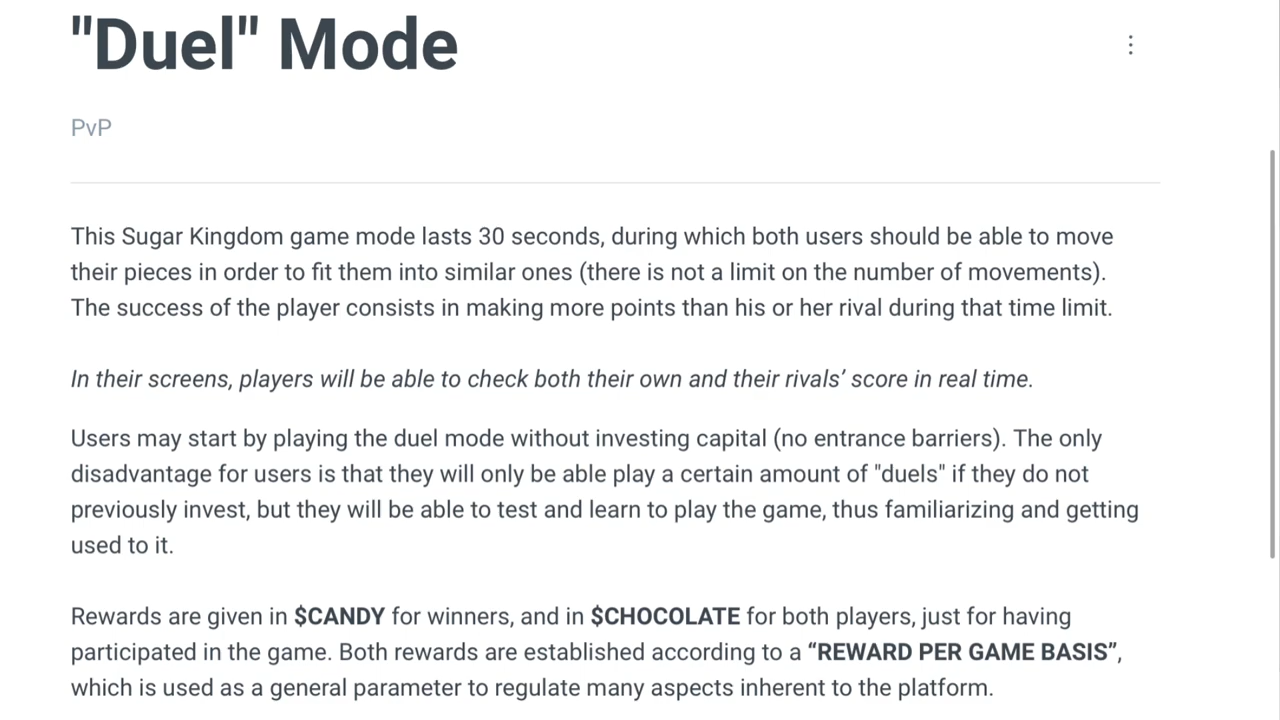 "Duel" Mode
PvP
This Sugar Kingdom game mode lasts 30 seconds, during which both users should be able to move
their pieces in order to fit them into similar ones (there is not a limit on the number of movements).
The success of the player consists in making more points than his or her rival during that time limit.
In their screens, players will be able to check both their own and their rivals’ score in real time.
Users may start by playing the duel mode without investing capital (no entrance barriers). The only
disadvantage for users is that they will only be able play a certain amount of "duels" if they do not
previously invest, but they will be able to test and learn to play the game, thus familiarizing and getting
used to it.
Rewards are given in $CANDY for winners, and in $CHOCOLATE for both players, just for having
participated in the game. Both rewards are established according to a “REWARD PER GAME BASIS”,
which is used as a general parameter to regulate many aspects inherent to the platform.